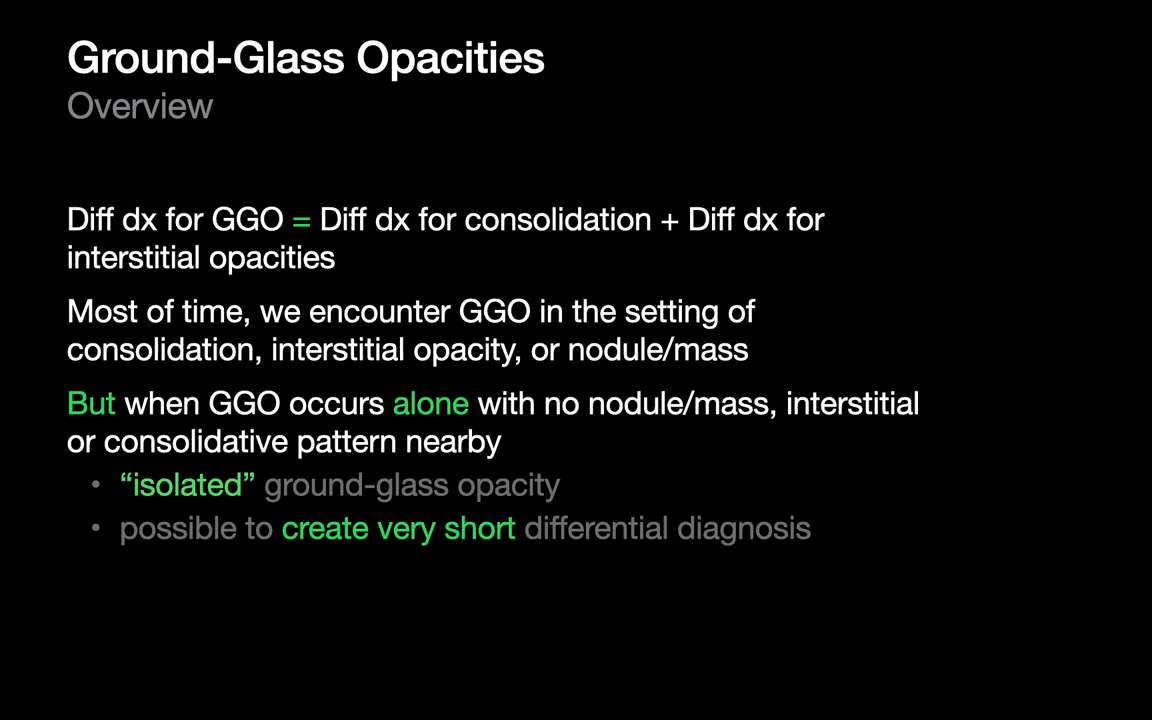 Ground-Glass Opacities
Overview
Diff dx for GGO = Diff dx for consolidation + Diff dx for
interstitial opacities
Most of time, we encounter GGO in the setting of
consolidation, interstitial opacity, or nodule/mass
But when GGO occurs alone with no nodule/mass, interstitial
or consolidative pattern nearby
• “isolated” ground-glass opacity
• possible to create very short differential diagnosis